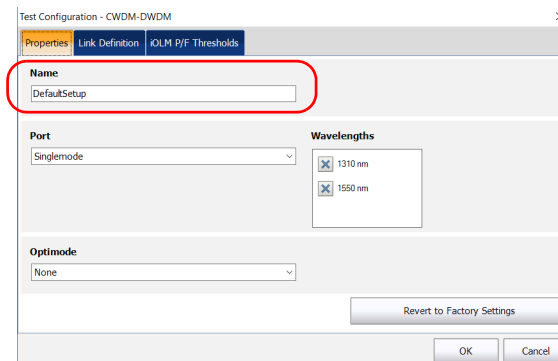 Test Configuration - CWDM-DWDM
Properties Link Definition iOLM P/F Thresholds
Name
DefaultSetup
Port
Wavelengths
Singlemode
1310 nm
1550 nm
Optimode
None
Revert to Factory Settings
OK Cancel